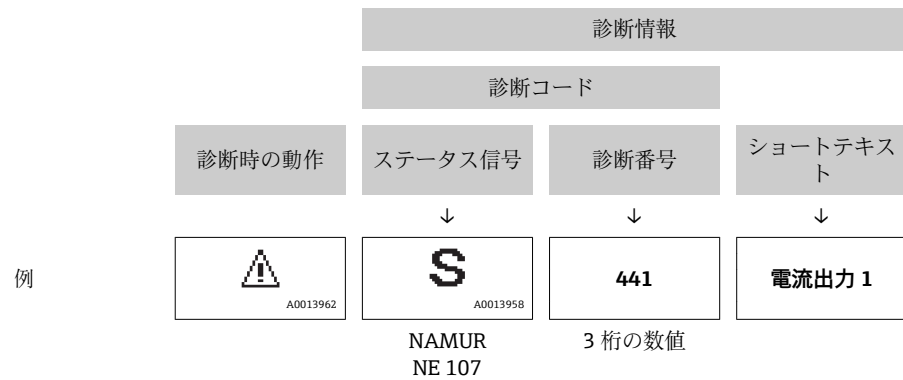 診断情報
診断コード
診断時の動作
ステータス信号
診断番号
ショートテキス
ト
↓
↓
↓
例
⚠
A0013962
S
A0013958
441
電流出力 1
NAMUR
NE 107
3 桁の数値